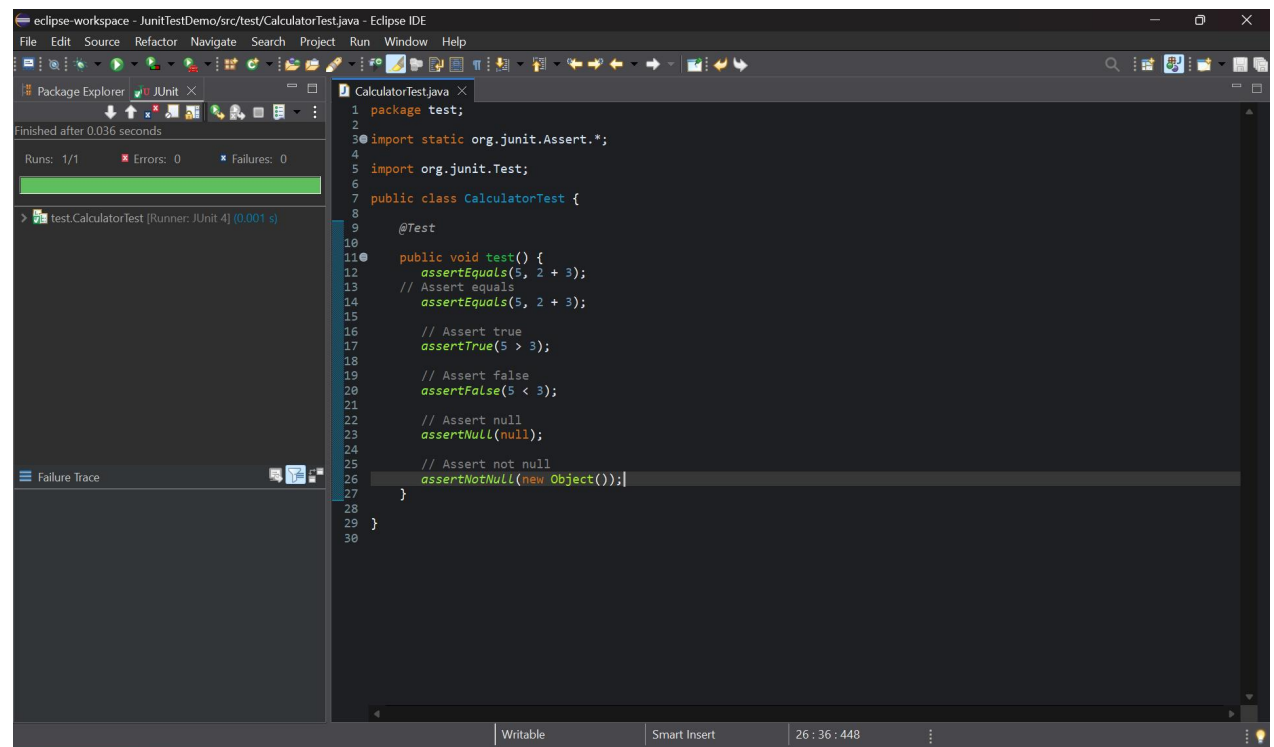 eclipse-workspace - JunitTestDemo/src/test/CalculatorTest.java - Eclipse IDE
File Edit Source Refactor Navigate Search Project Run Window Help
Package Explorer JUnit
Finished after 0.036 seconds
Runs: 1/1 Errors: 0 Failures: 0
test.CalculatorTest [Runner: JUnit 4] (0.001 s)
Failure Trace
CalculatorTest.java
1 package test;
2
3 import static org.junit.Assert.*;
4
5 import org.junit.Test;
6
7 public class CalculatorTest {
8
9 @Test
10
11 public void test() {
12 assertEquals(5, 2 + 3);
13 // Assert equals
14 assertEquals(5, 2 + 3);
15
16 // Assert true
17 assertTrue(5 > 3);
18
19 // Assert false
20 assertFalse(5 < 3);
21
22 // Assert null
23 assertNull(null);
24
25 // Assert not null
26 assertNotNull(new Object());
27 }
28
29 }
30
Writable Smart Insert 26 : 36 : 448